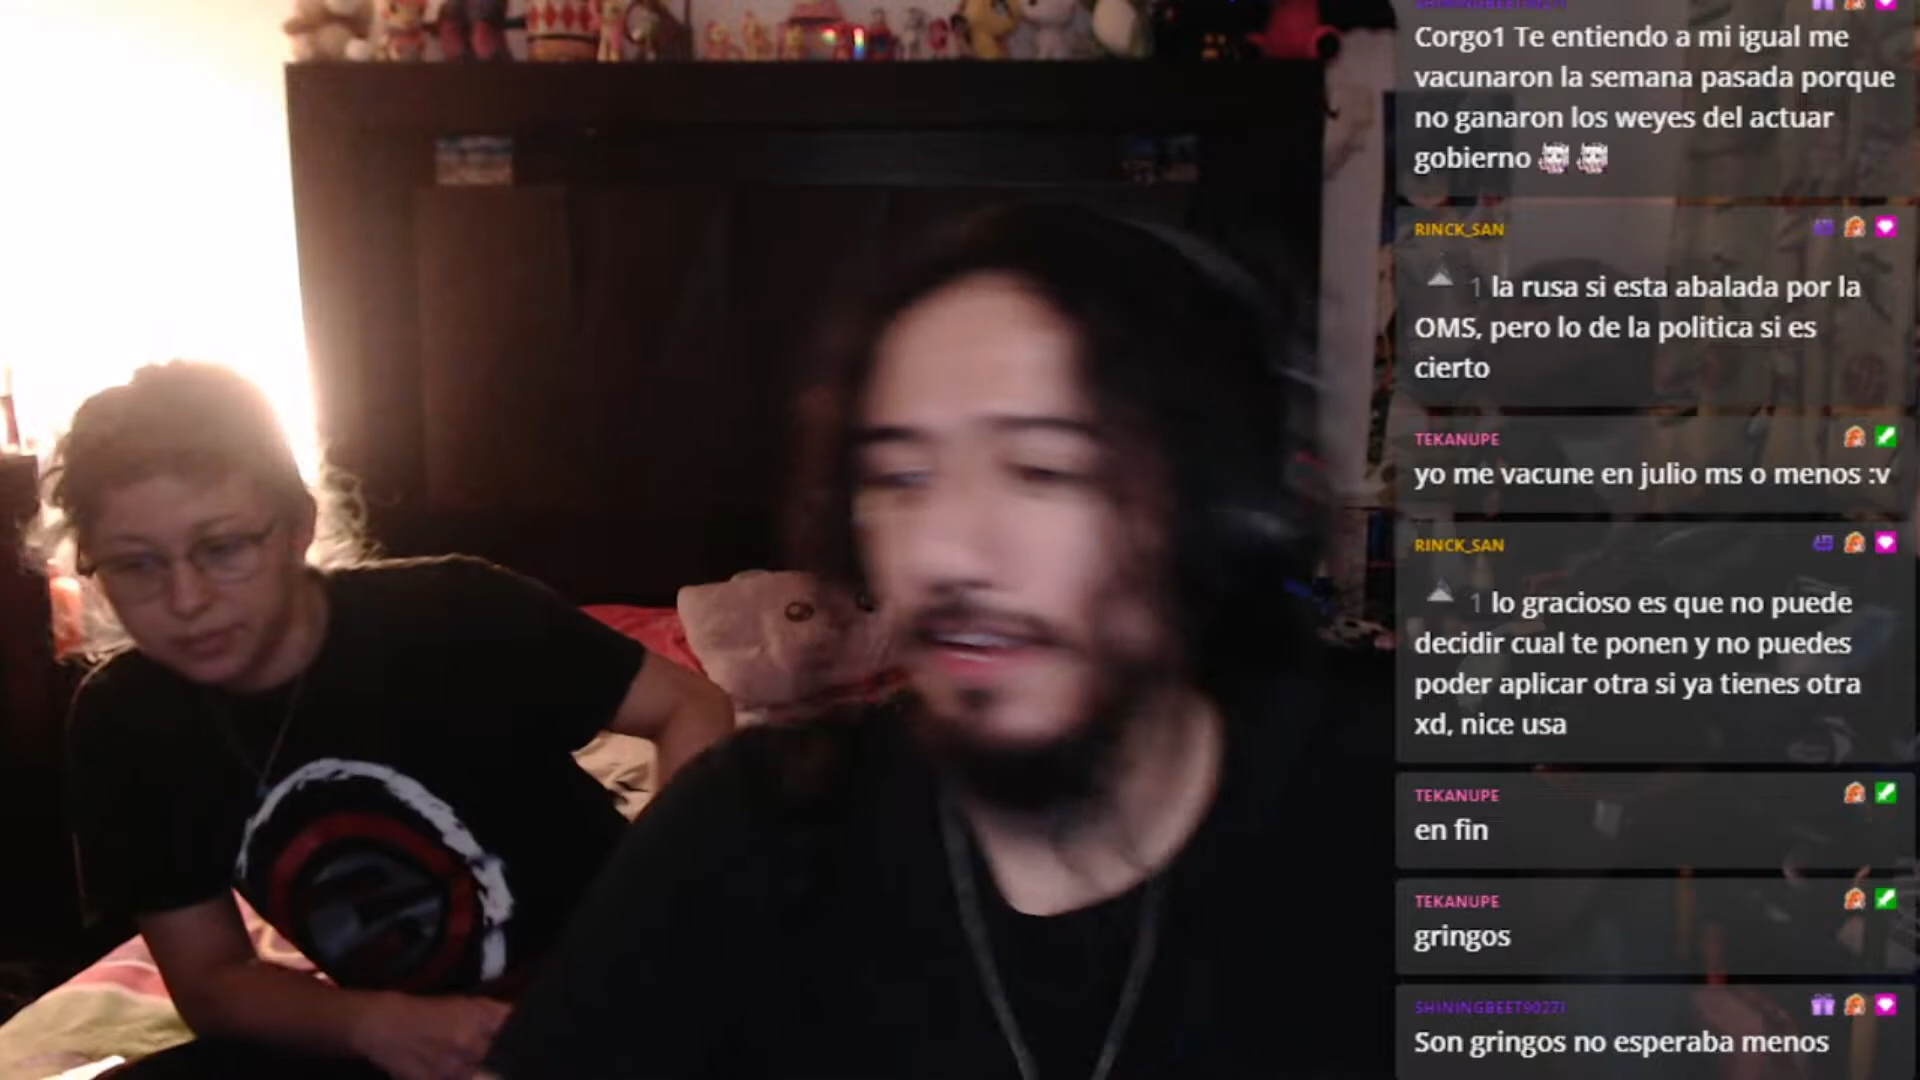 SHININGBEET90271
Corgo1 Te entiendo a mi igual me
vacunaron la semana pasada porque
no ganaron los weyes del actuar
gobierno
RINCK_SAN
1 la rusa si esta abalada por la
OMS, pero lo de la politica si es
cierto
TEKANUPE
yo me vacune en julio ms o menos :v
RINCK_SAN
1 lo gracioso es que no puede
decidir cual te ponen y no puedes
poder aplicar otra si ya tienes otra
xd, nice usa
TEKANUPE
en fin
TEKANUPE
gringos
SHININGBEET90271
Son gringos no esperaba menos